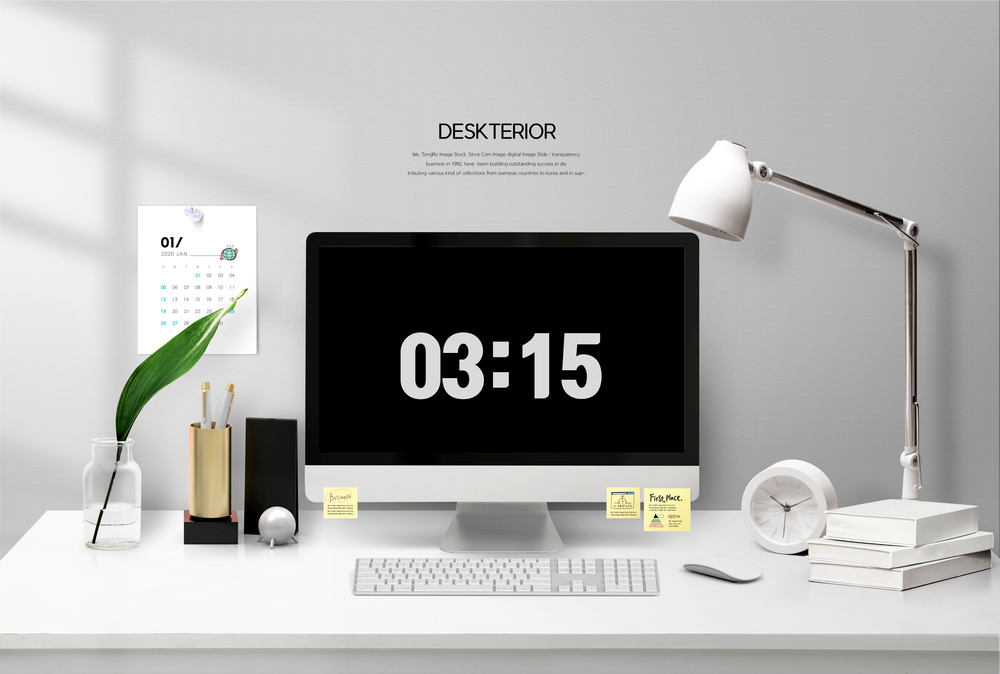 DESKTERIOR
We, TongRo Image Stock, Since Com Image digital Image Slide / transparency
business in 1992, have been building outstanding success in dis
tributing various kind of collections from overseas countries to korea and in sup-
01/
2020 JAN
S M T W T F S
01 02 03 04
05 06 07 08 09 10 11
12 13 14 15 16 17 18
19 20 21 22 23
26 27 31
03:15
Business
First Place.